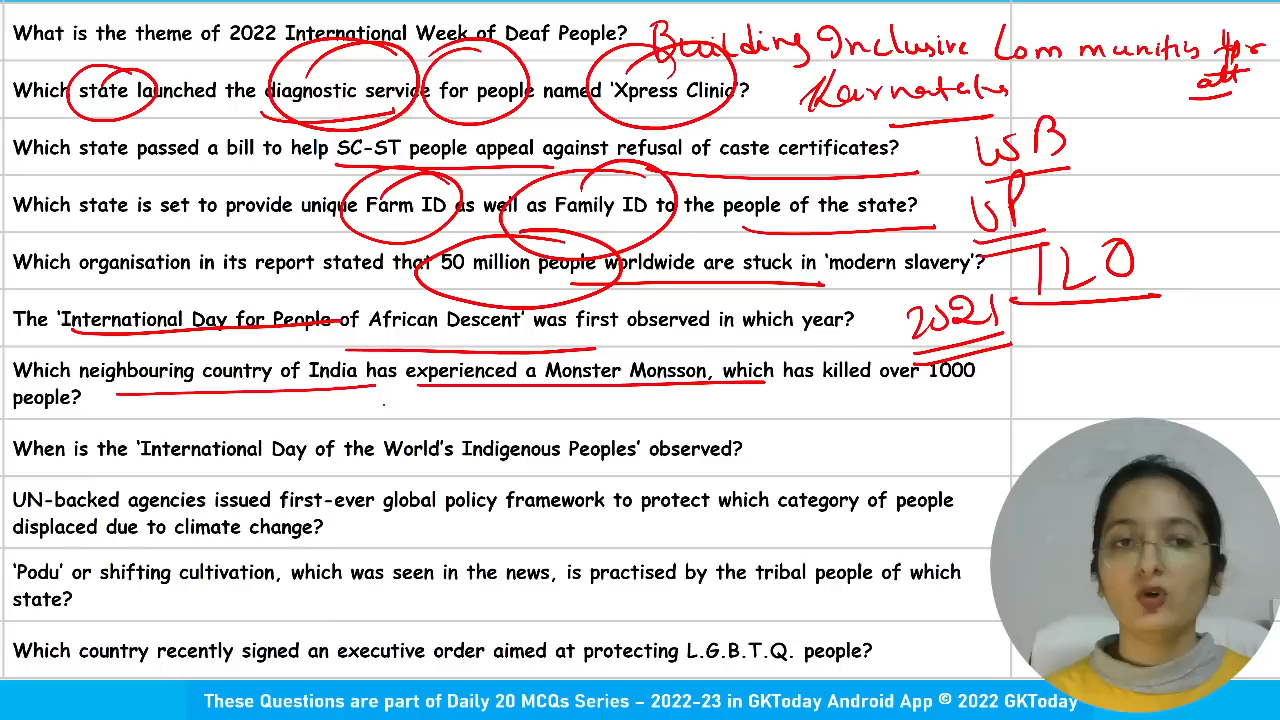 What is the theme of 2022 International Week of Deaf People? Building Inclusive Communitis for all
Which state launched the diagnostic service for people named ‘Xpress Clinic’? Karnataka
Which state passed a bill to help SC-ST people appeal against refusal of caste certificates? WB
Which state is set to provide unique Farm ID as well as Family ID to the people of the state? UP
Which organisation in its report stated that 50 million people worldwide are stuck in ‘modern slavery’? ILO
The ‘International Day for People of African Descent’ was first observed in which year? 2021
Which neighbouring country of India has experienced a Monster Monsson, which has killed over 1000
people?
When is the ‘International Day of the World’s Indigenous Peoples’ observed?
UN-backed agencies issued first-ever global policy framework to protect which category of people
displaced due to climate change?
‘Podu’ or shifting cultivation, which was seen in the news, is practised by the tribal people of which
state?
Which country recently signed an executive order aimed at protecting L.G.B.T.Q. people?
These Questions are part of Daily 20 MCQs Series – 2022-23 in GKToday Android App © 2022 GKToday